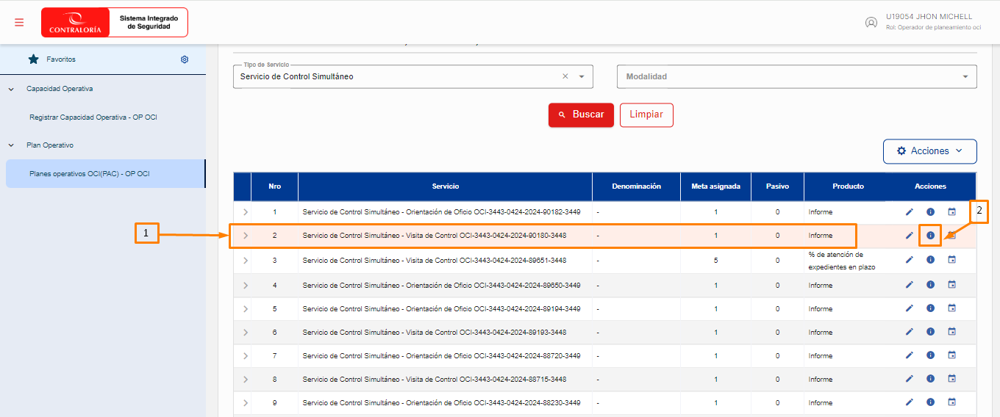 CONTRALORÍA
Sistema Integrado
de Seguridad
U19054 JHON MICHELL
Rol: Operador de planeamiento oci
Favoritos
Capacidad Operativa
Registrar Capacidad Operativa - OP OCI
Plan Operativo
Planes operativos OCI(PAC) - OP OCI
Tipo de Servicio
Servicio de Control Simultáneo
Modalidad
Buscar
Limpiar
Acciones
Nro Servicio Denominación Meta asignada Pasivo Producto Acciones
1 Servicio de Control Simultáneo - Orientación de Oficio OCI-3443-0424-2024-90182-3449 - 1 0 Informe
2
1
2 Servicio de Control Simultáneo - Visita de Control OCI-3443-0424-2024-90180-3448 - 1 0 Informe
3 Servicio de Control Simultáneo - Visita de Control OCI-3443-0424-2024-89651-3448 - 5 0 % de atención de
expedientes en plazo
4 Servicio de Control Simultáneo - Orientación de Oficio OCI-3443-0424-2024-89650-3449 - 1 0 Informe
5 Servicio de Control Simultáneo - Orientación de Oficio OCI-3443-0424-2024-89194-3449 - 1 0 Informe
6 Servicio de Control Simultáneo - Visita de Control OCI-3443-0424-2024-89193-3448 - 1 0 Informe
7 Servicio de Control Simultáneo - Orientación de Oficio OCI-3443-0424-2024-88720-3449 - 1 0 Informe
8 Servicio de Control Simultáneo - Visita de Control OCI-3443-0424-2024-88715-3448 - 1 0 Informe
9 Servicio de Control Simultáneo - Orientación de Oficio OCI-3443-0424-2024-88230-3449 - 1 0 Informe